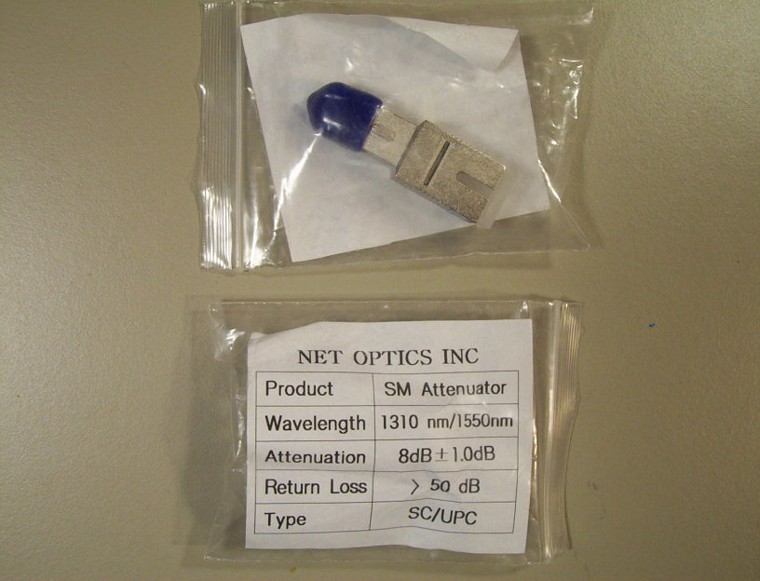 NET OPTICS INC
Product SM Attenuator
Wavelength 1310 nm/1550nm
Attenuation 8dB±1.0dB
Return Loss > 50 dB
Type SC/UPC